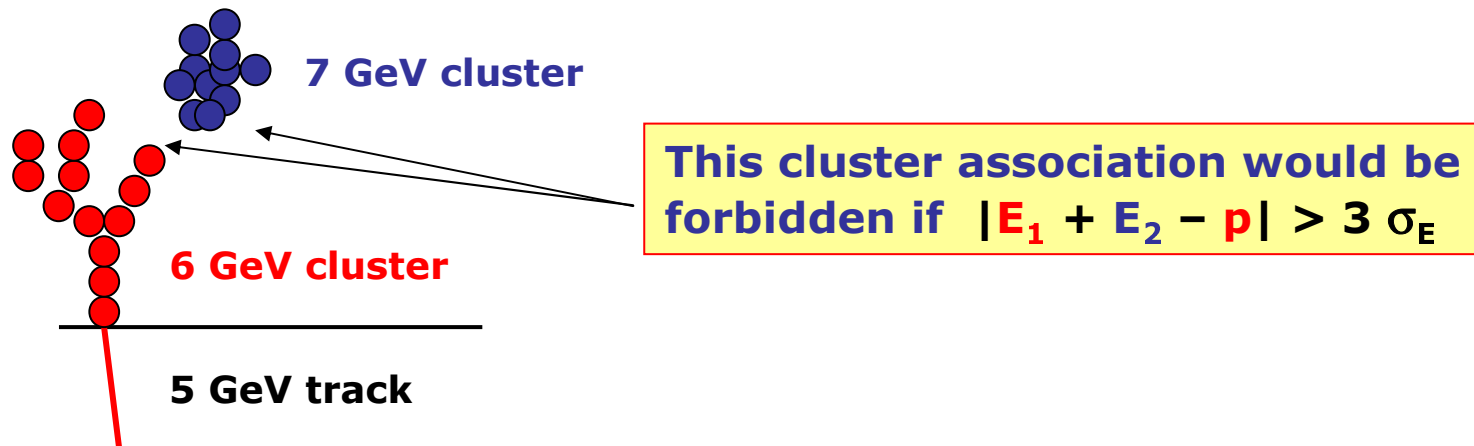 7 GeV cluster
This cluster association would be
forbidden if |E₁ + E₂ − p| > 3 σ_E
6 GeV cluster
5 GeV track